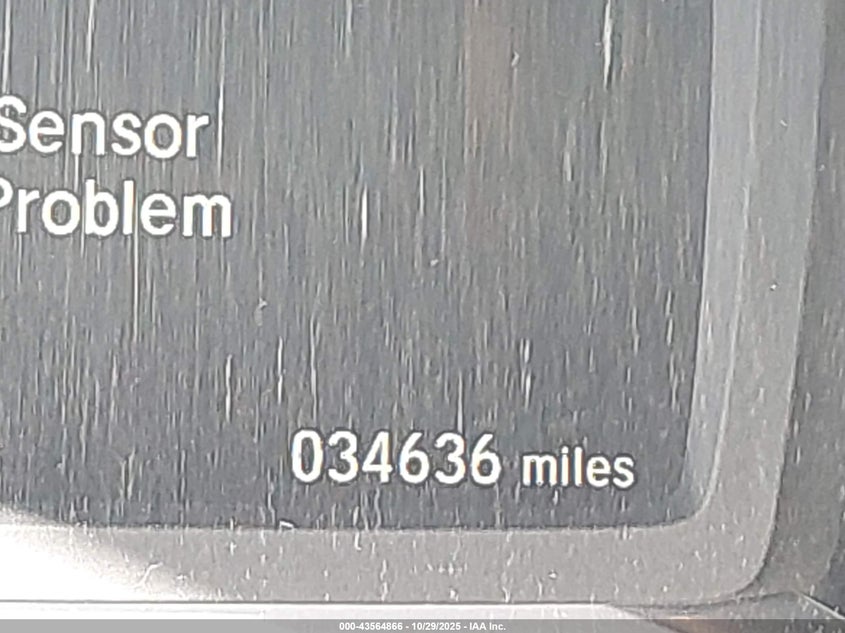 Sensor
Problem
034636 miles
000-43564866 - 10/29/2025 - IAA Inc.